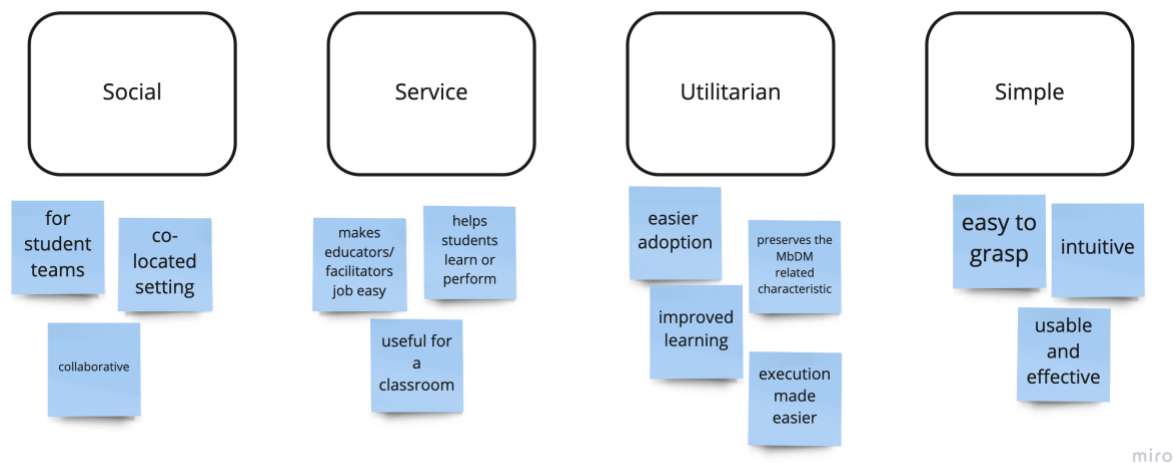 Social
Service
Utilitarian
Simple
for
student
teams
co-
located
setting
collaborative
makes
educators/
facilitators
job easy
helps
students
learn or
perform
useful for
a
classroom
easier
adoption
preserves the
MbDM
related
characteristic
improved
learning
execution
made
easier
easy to
grasp
intuitive
usable
and
effective
miro